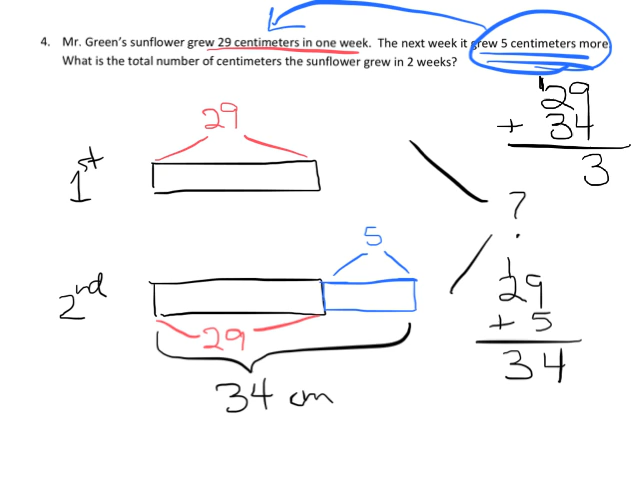 4. Mr. Green's sunflower grew 29 centimeters in one week. The next week it grew 5 centimeters more.
What is the total number of centimeters the sunflower grew in 2 weeks?
1
29
+ 34
3
29
1st
?
5
2nd
29
34 cm
1
29
+ 5
34